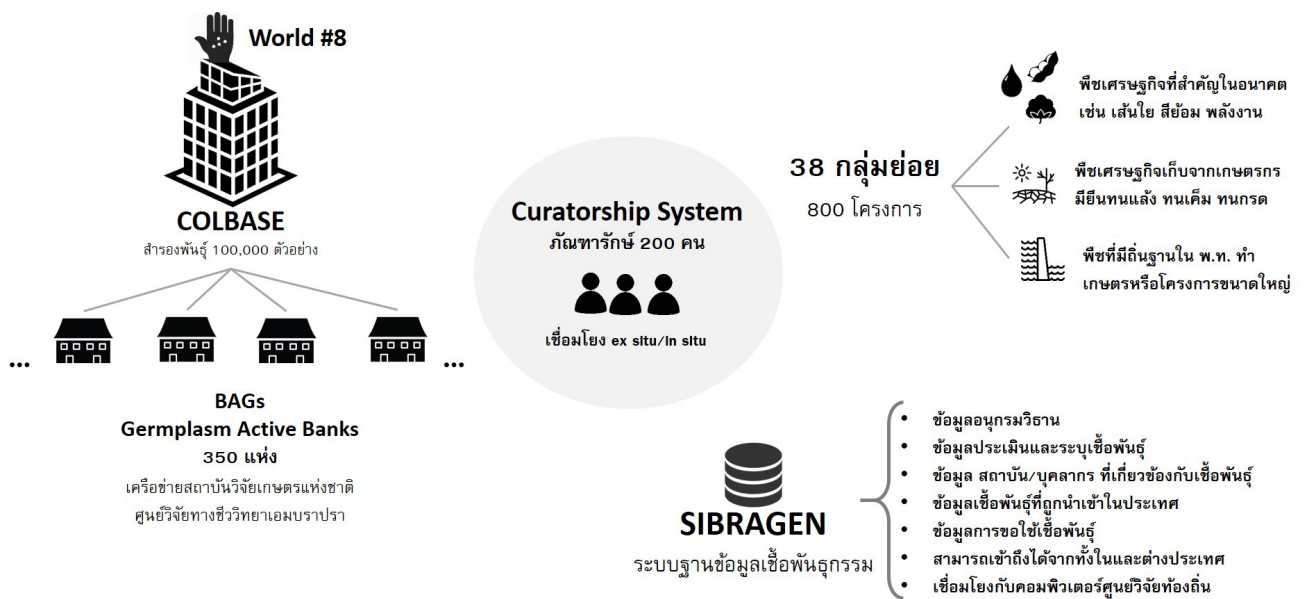 World #8
COLBASE
สำรองพันธุ์ 100,000 ตัวอย่าง
...
...
BAGs
Germplasm Active Banks
350 แห่ง
เครือข่ายสถาบันวิจัยเกษตรแห่งชาติ
ศูนย์วิจัยทางชีววิทยาเอมบราปรา
Curatorship System
ภัณฑารักษ์ 200 คน
เชื่อมโยง ex situ/in situ
38 กลุ่มย่อย
800 โครงการ
พืชเศรษฐกิจที่สำคัญในอนาคต
เช่น เส้นใย สีย้อม พลังงาน
พืชเศรษฐกิจเก็บจากเกษตรกร
มียีนทนแล้ง ทนเค็ม ทนกรด
พืชที่มีถิ่นฐานใน พ.ท. ทำ
เกษตรหรือโครงการขนาดใหญ่
SIBRAGEN
ระบบฐานข้อมูลเชื้อพันธุกรรม
• ข้อมูลอนุกรมวิธาน
• ข้อมูลประเมินและระบุเชื้อพันธุ์
• ข้อมูล สถาบัน/บุคลากร ที่เกี่ยวข้องกับเชื้อพันธุ์
• ข้อมูลเชื้อพันธุ์ที่ถูกนำเข้าในประเทศ
• ข้อมูลการขอใช้เชื้อพันธุ์
• สามารถเข้าถึงได้จากทั้งในและต่างประเทศ
• เชื่อมโยงกับคอมพิวเตอร์ศูนย์วิจัยท้องถิ่น